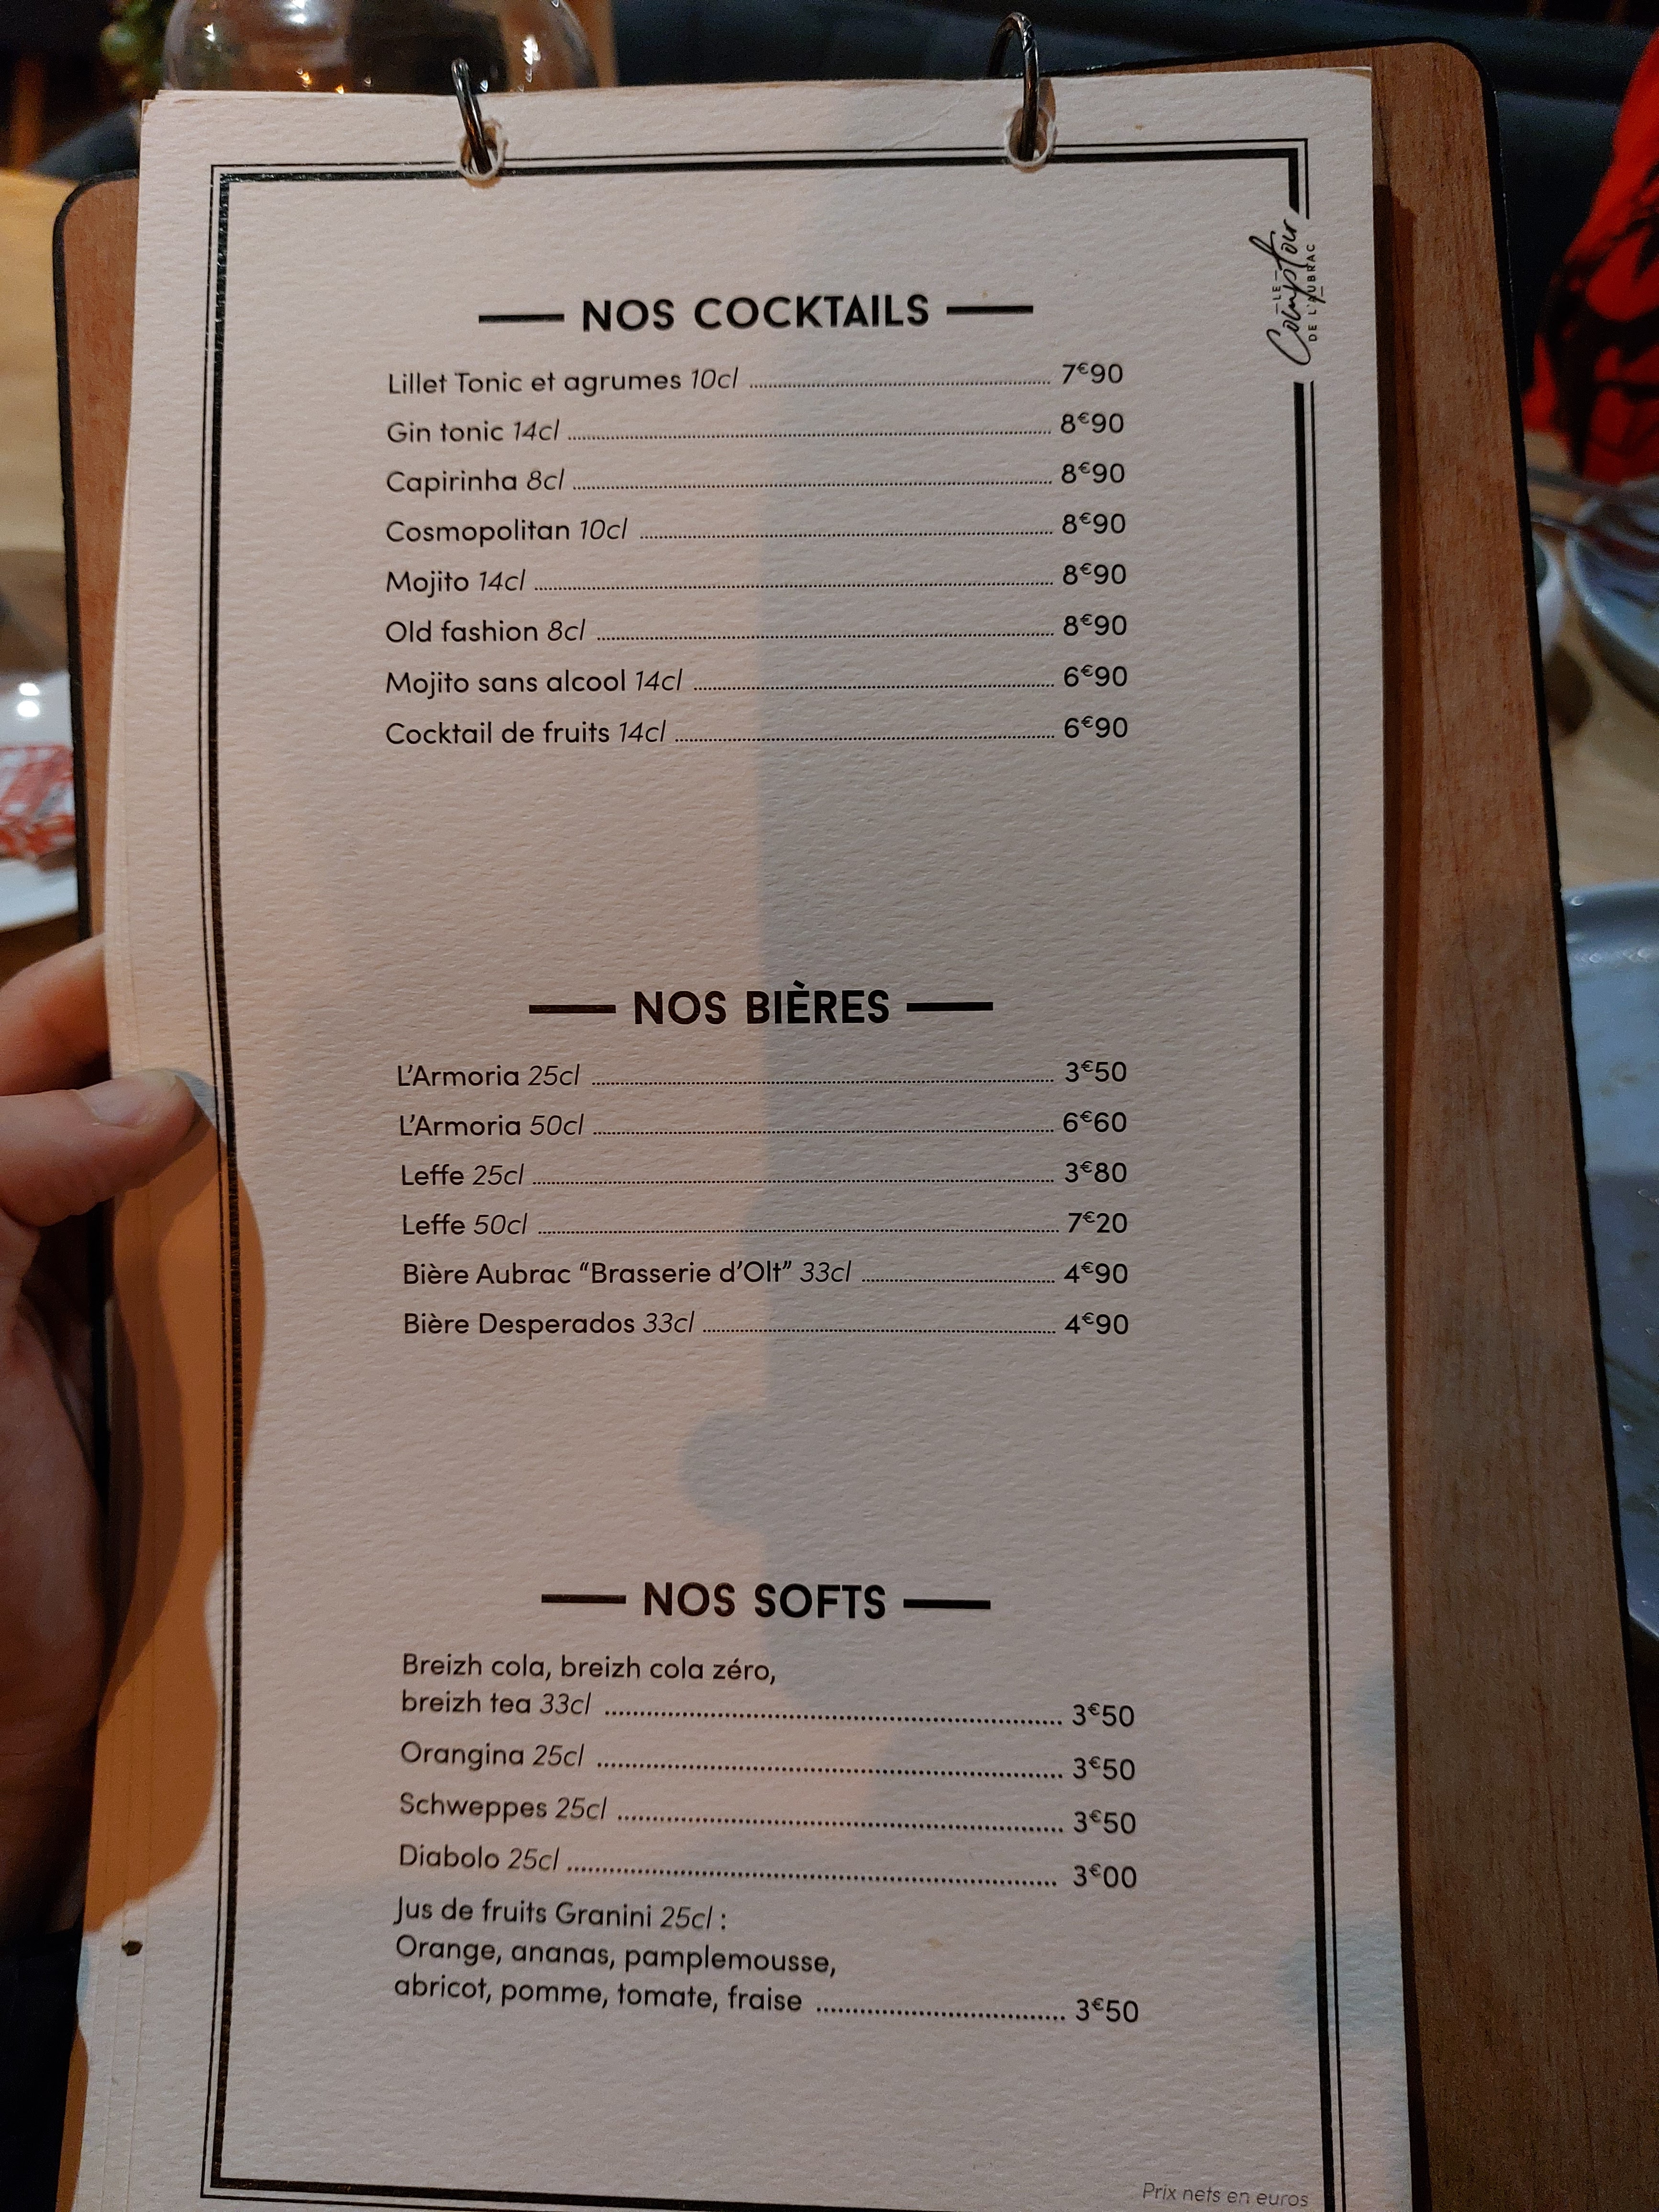 LE
Comptoir
DE L'AUBRAC
NOS COCKTAILS
Lillet Tonic et agrumes 10cl 7€90
Gin tonic 14cl 8€90
Capirinha 8cl 8€90
Cosmopolitan 10cl 8€90
Mojito 14cl 8€90
Old fashion 8cl 8€90
Mojito sans alcool 14cl 6€90
Cocktail de fruits 14cl 6€90
NOS BIÈRES
L'Armoria 25cl 3€50
L'Armoria 50cl 6€60
Leffe 25cl 3€80
Leffe 50cl 7€20
Bière Aubrac “Brasserie d'Olt” 33cl 4€90
Bière Desperados 33cl 4€90
NOS SOFTS
Breizh cola, breizh cola zéro,
breizh tea 33cl 3€50
Orangina 25cl 3€50
Schweppes 25cl 3€50
Diabolo 25cl 3€00
Jus de fruits Granini 25cl :
Orange, ananas, pamplemousse,
abricot, pomme, tomate, fraise 3€50
Prix nets en euros